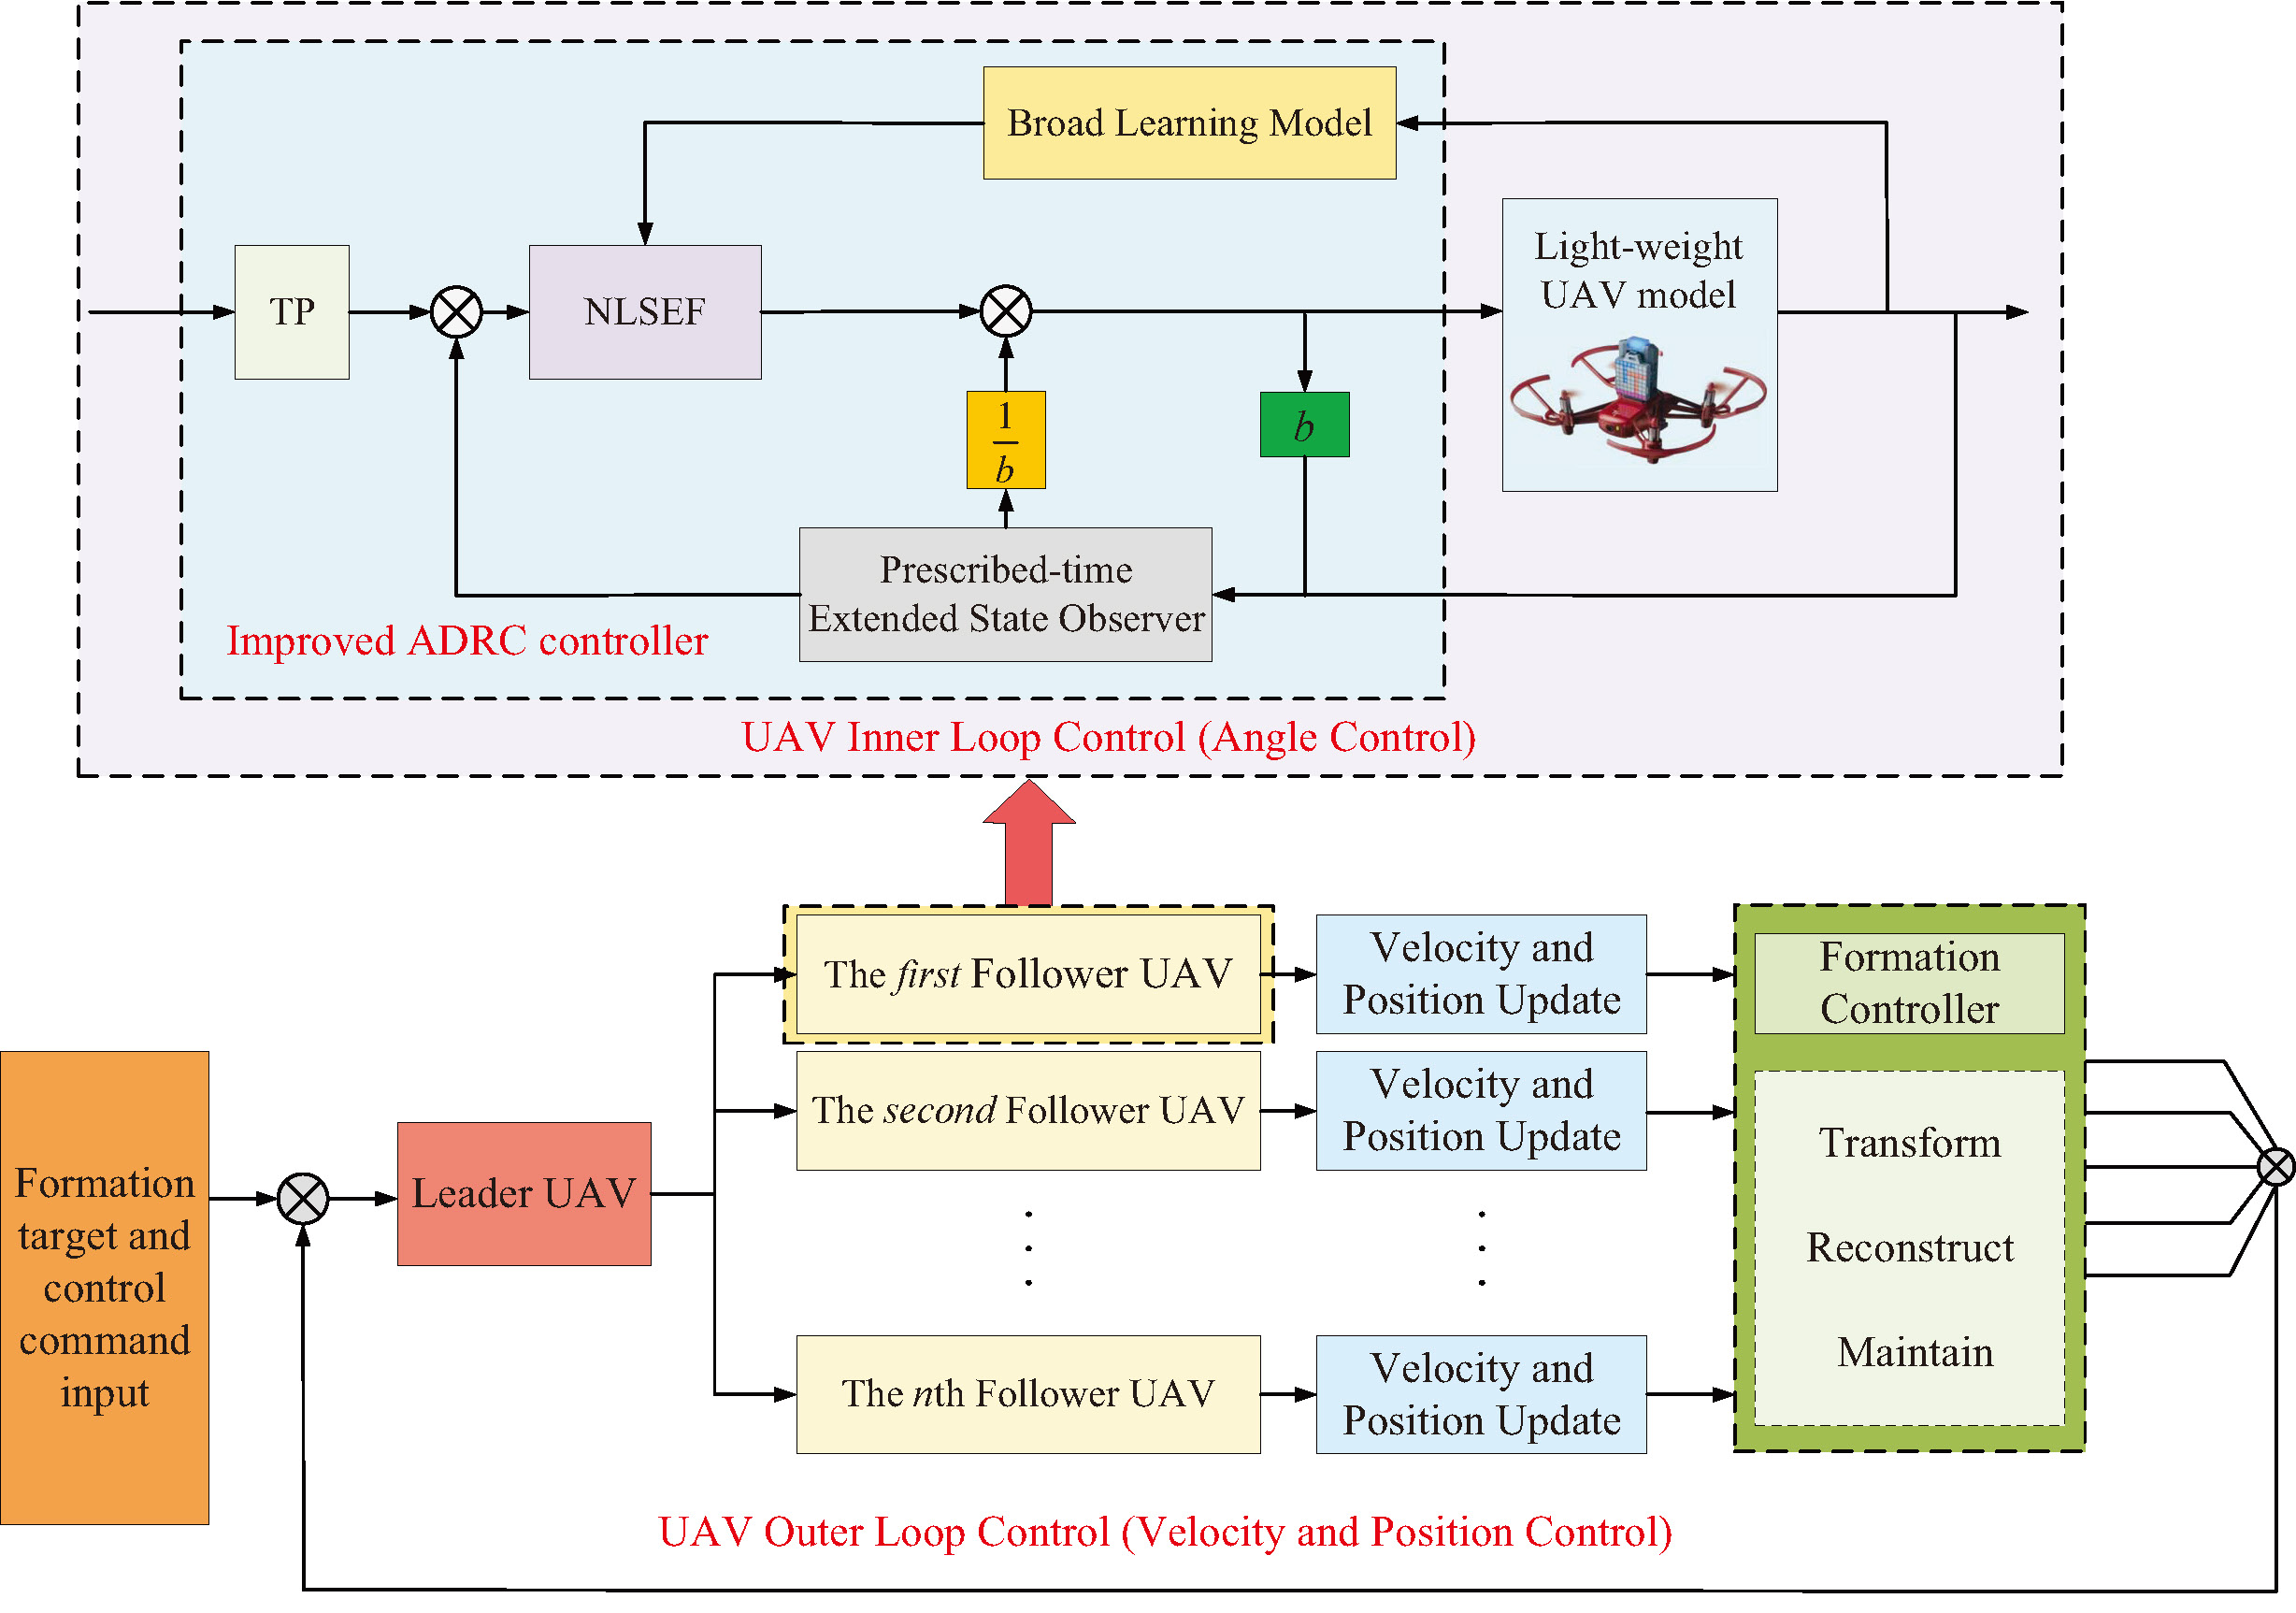 Broad Learning Model
Light-weight
UAV model
TP
NLSEF
1
b
b
Prescribed-time
Extended State Observer
Improved ADRC controller
UAV Inner Loop Control (Angle Control)
The first Follower UAV
Velocity and
Position Update
Formation
Controller
The second Follower UAV
Velocity and
Position Update
Formation
target and
control
command
input
Leader UAV
Transform
Reconstruct
Maintain
The nth Follower UAV
Velocity and
Position Update
UAV Outer Loop Control (Velocity and Position Control)